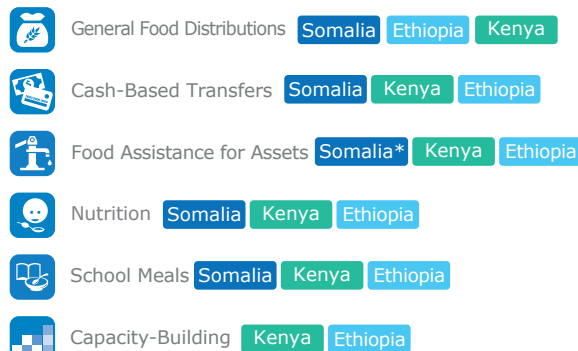 General Food Distributions Somalia Ethiopia Kenya
Cash-Based Transfers Somalia Kenya Ethiopia
Food Assistance for Assets Somalia* Kenya Ethiopia
Nutrition Somalia Kenya Ethiopia
School Meals Somalia Kenya Ethiopia
Capacity-Building Kenya Ethiopia